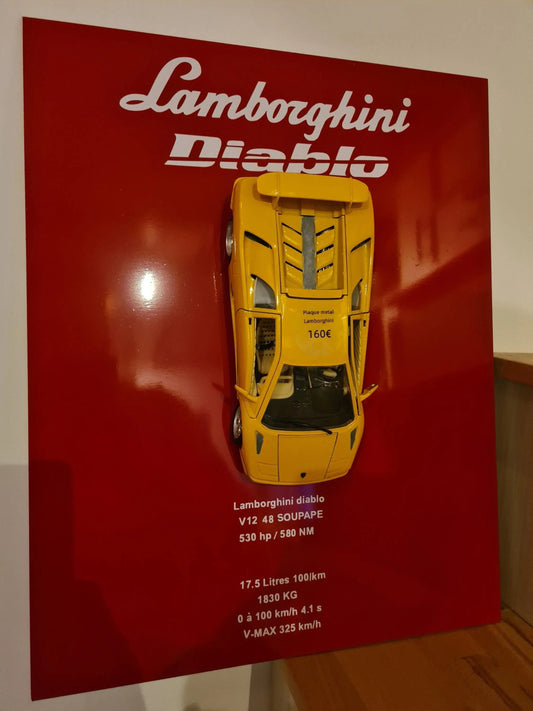 Lamborghini
Diablo
Plaque metal
Lamborghini
160€
Lamborghini diablo
V12 48 SOUPAPE
530 hp / 580 NM
17.5 Litres 100/km
1830 KG
0 à 100 km/h 4.1 s
V-MAX 325 km/h